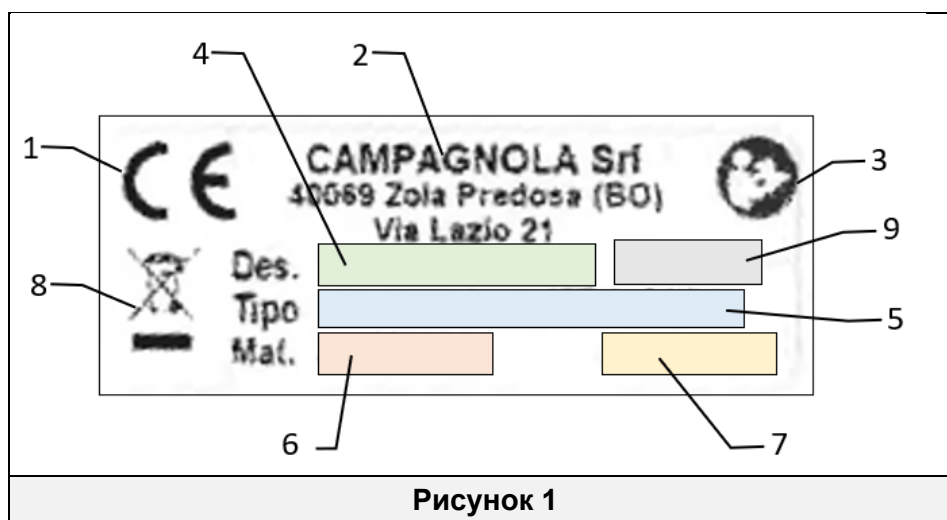 4 2
1 CE CAMPAGNOLA Srl 3
40069 Zola Predosa (BO)
Via Lazio 21
9
8 Des.
Tipo 5
Mat.
6 7
Рисунок 1